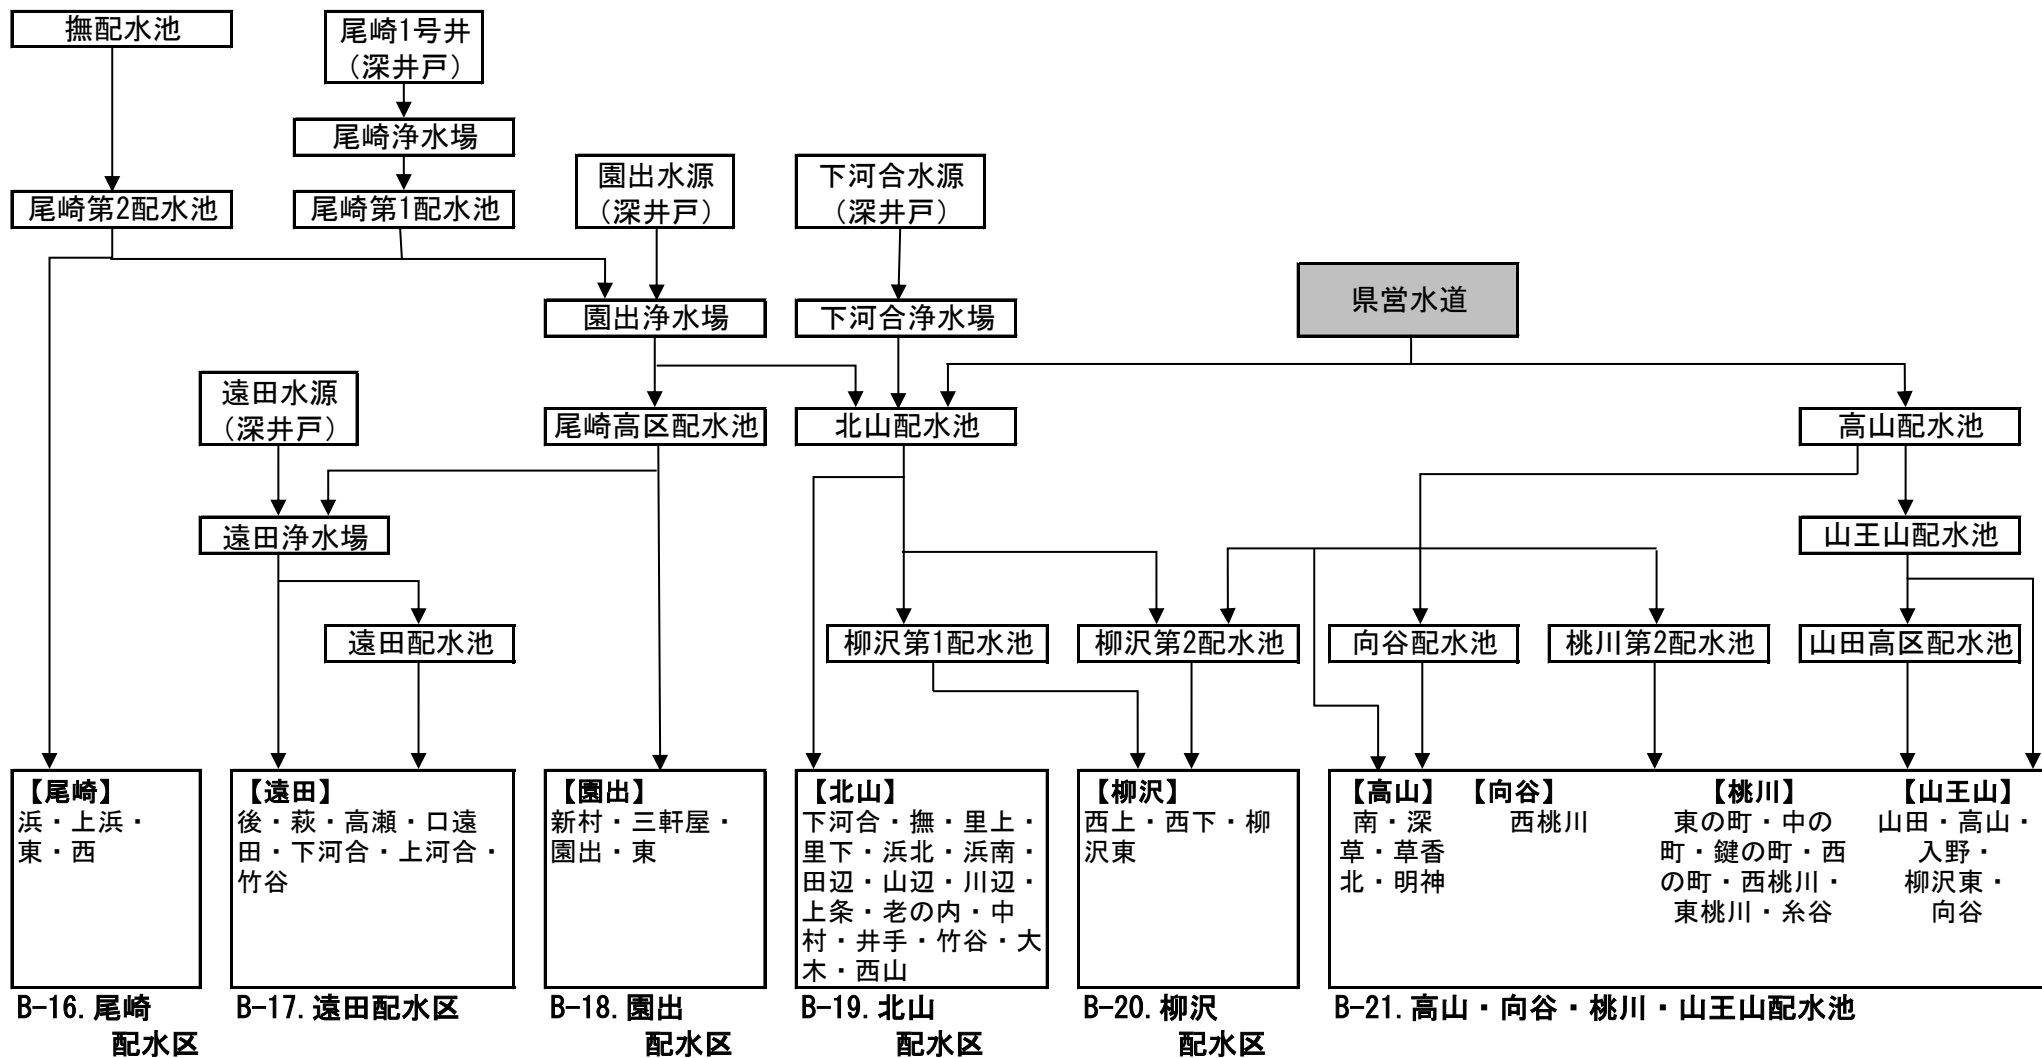 撫配水池
尾崎1号井
（深井戸）
尾崎浄水場
園出水源
（深井戸）
下河合水源
（深井戸）
尾崎第2配水池
尾崎第1配水池
県営水道
園出浄水場
下河合浄水場
遠田水源
（深井戸）
尾崎高区配水池
北山配水池
高山配水池
遠田浄水場
山王山配水池
遠田配水池
柳沢第1配水池
柳沢第2配水池
向谷配水池
桃川第2配水池
山田高区配水池
【尾崎】
浜・上浜・
東・西
【遠田】
後・萩・高瀬・口遠
田・下河合・上河合・
竹谷
【園出】
新村・三軒屋・
園出・東
【北山】
下河合・撫・里上・
里下・浜北・浜南・
田辺・山辺・川辺・
上条・老の内・中
村・井手・竹谷・大
木・西山
【柳沢】
西上・西下・柳
沢東
【高山】
南・深
草・草香
北・明神
【向谷】
西桃川
【桃川】
東の町・中の
町・鍵の町・西
の町・西桃川・
東桃川・糸谷
【山王山】
山田・高山・
入野・
柳沢東・
向谷
B-16.尾崎
配水区
B-17.遠田配水区
B-18.園出
配水区
B-19.北山
配水区
B-20.柳沢
配水区
B-21.高山・向谷・桃川・山王山配水池